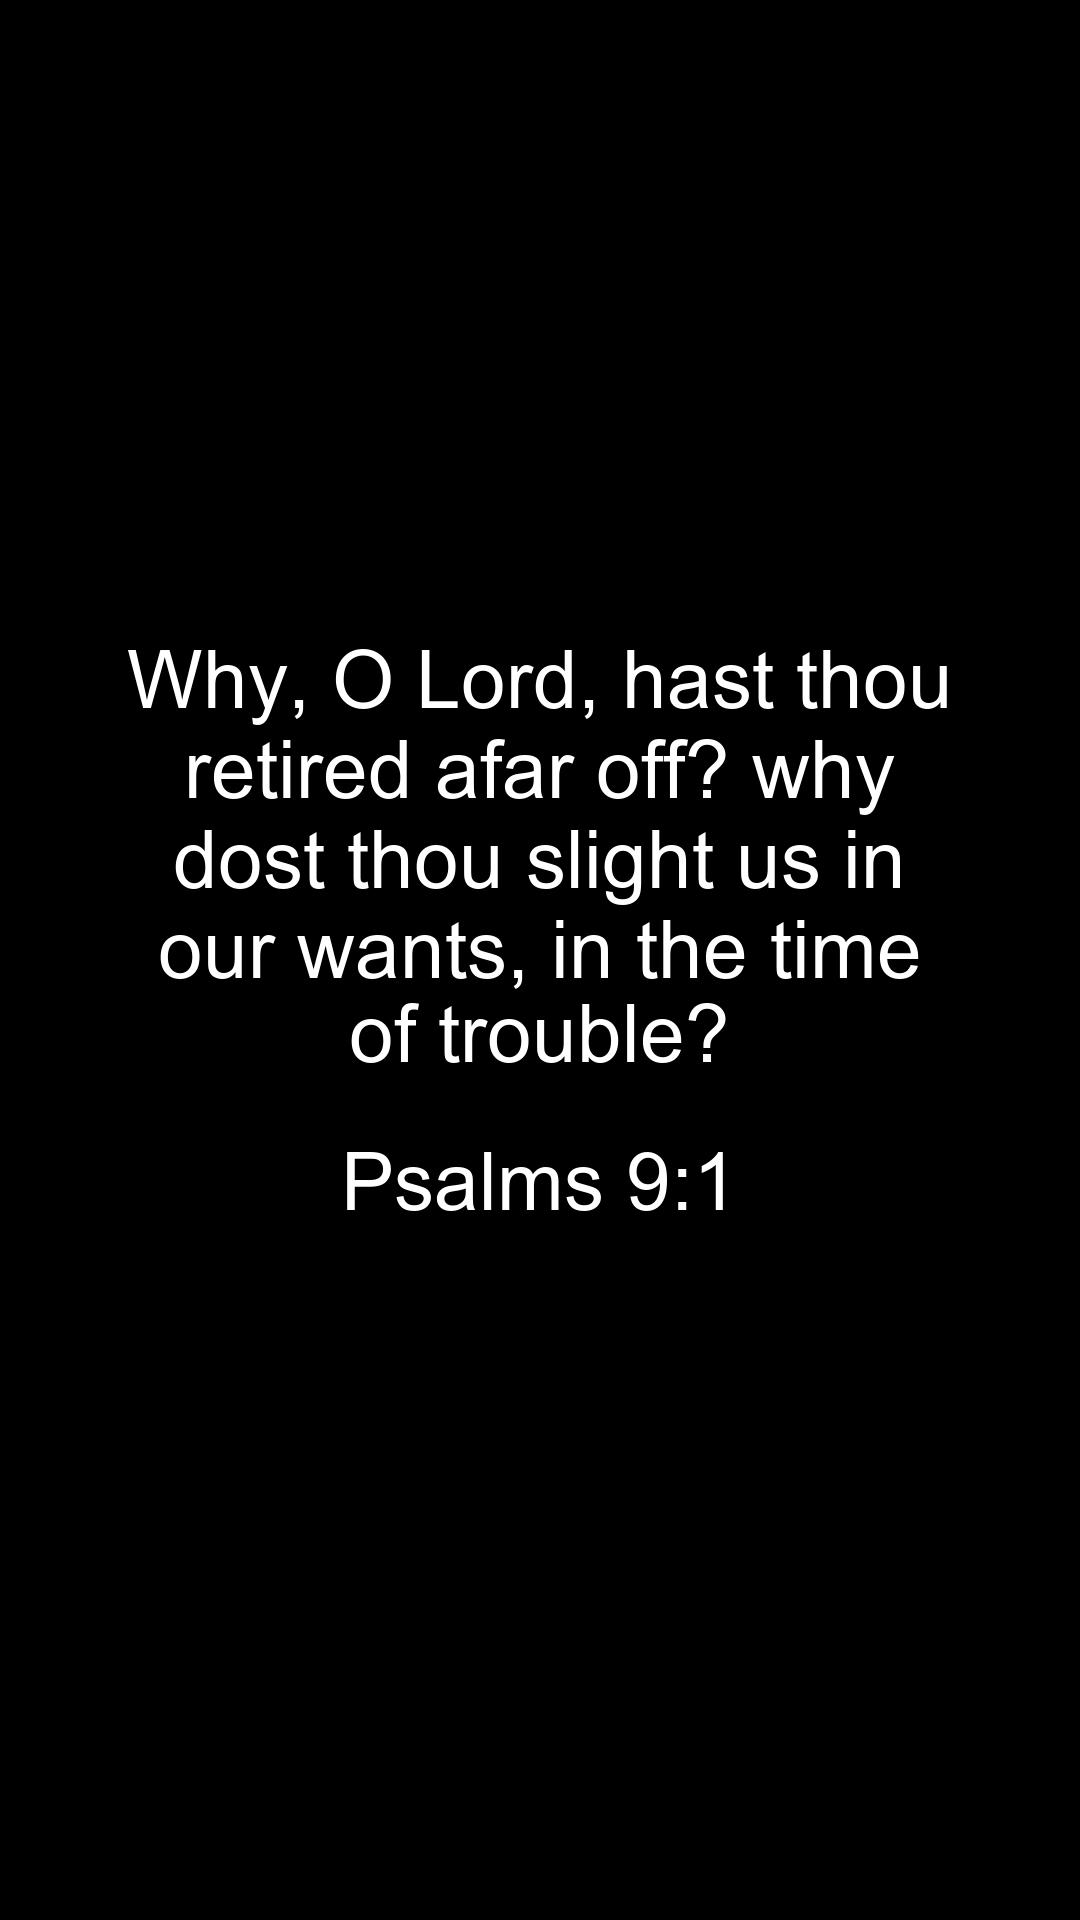 Why, O Lord, hast thou
retired afar off? why
dost thou slight us in
our wants, in the time
of trouble?
Psalms 9:1